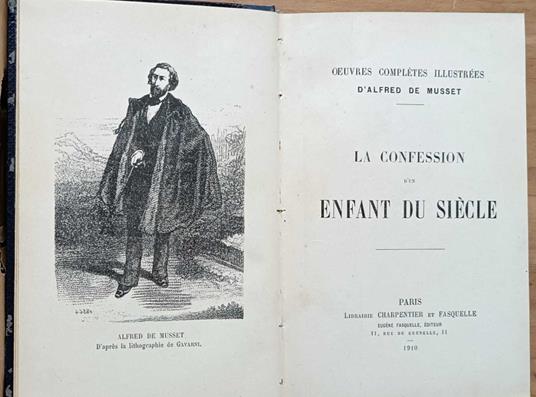 ALFRED DE MUSSET
D'après la lithographie de GAVARNI.
ŒUVRES COMPLÈTES ILLUSTRÉES
D'ALFRED DE MUSSET
LA CONFESSION
D'UN
ENFANT DU SIÈCLE
PARIS
LIBRAIRIE CHARPENTIER ET FASQUELLE
EUGÈNE FASQUELLE, ÉDITEUR
11, RUE DE GRENELLE, 11
1910